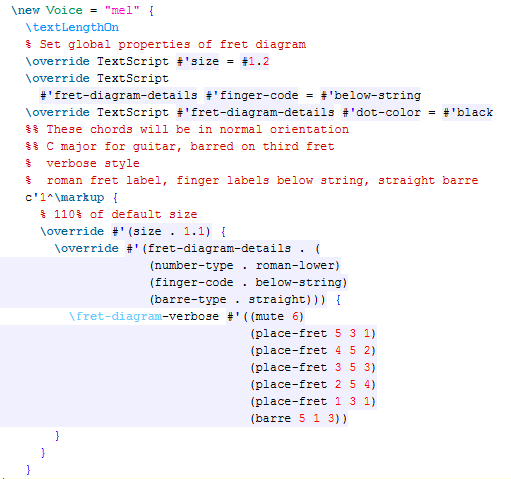 \new Voice = "mel" {
\textLengthOn
% Set global properties of fret diagram
\override TextScript #'size = #1.2
\override TextScript
#'fret-diagram-details #'finger-code = #'below-string
\override TextScript #'fret-diagram-details #'dot-color = #'black
%% These chords will be in normal orientation
%% C major for guitar, barred on third fret
%  verbose style
%  roman fret label, finger labels below string, straight barre
c'1^\markup {
% 110% of default size
\override #'(size . 1.1) {
\override #'(fret-diagram-details . (
(number-type . roman-lower)
(finger-code . below-string)
(barre-type . straight))) {
\fret-diagram-verbose #'((mute 6)
(place-fret 5 3 1)
(place-fret 4 5 2)
(place-fret 3 5 3)
(place-fret 2 5 4)
(place-fret 1 3 1)
(barre 5 1 3))
}
}
}